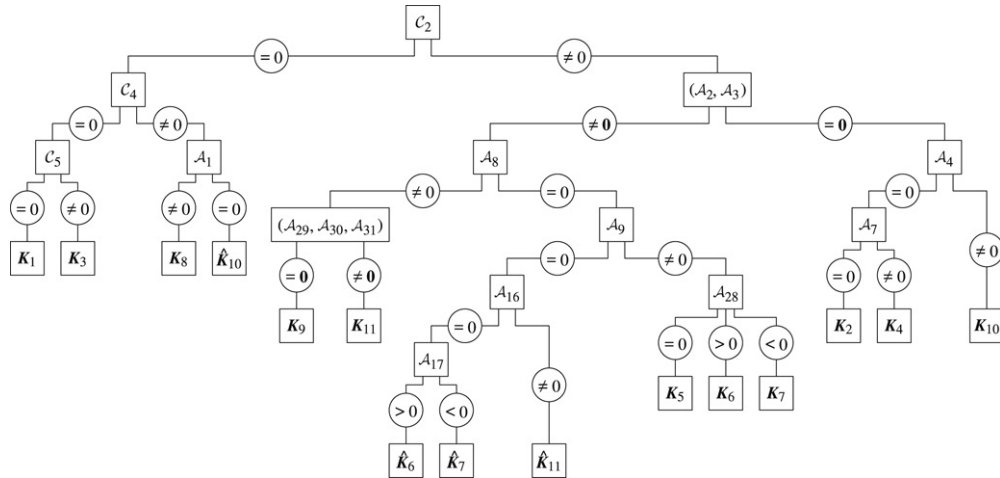 𝒞₂
= 0 ≠ 0
𝒞₄ (𝒜₂, 𝒜₃)
= 0 ≠ 0 ≠ 𝟎 = 𝟎
𝒞₅ 𝒜₁ 𝒜₈ 𝒜₄
= 0 ≠ 0 ≠ 0 = 0 ≠ 0 = 0 = 0
(𝒜₂₉, 𝒜₃₀, 𝒜₃₁) 𝒜₉ 𝒜₇
K₁ K₃ K₈ K̂₁₀ = 0 ≠ 0 ≠ 0
= 𝟎 ≠ 𝟎 𝒜₁₆ 𝒜₂₈ = 0 ≠ 0
K₉ K₁₁ = 0 K₂ K₄ K₁₀
𝒜₁₇ = 0 > 0 < 0
≠ 0 K₅ K₆ K₇
> 0 < 0
K̂₆ K̂₇ K̂₁₁